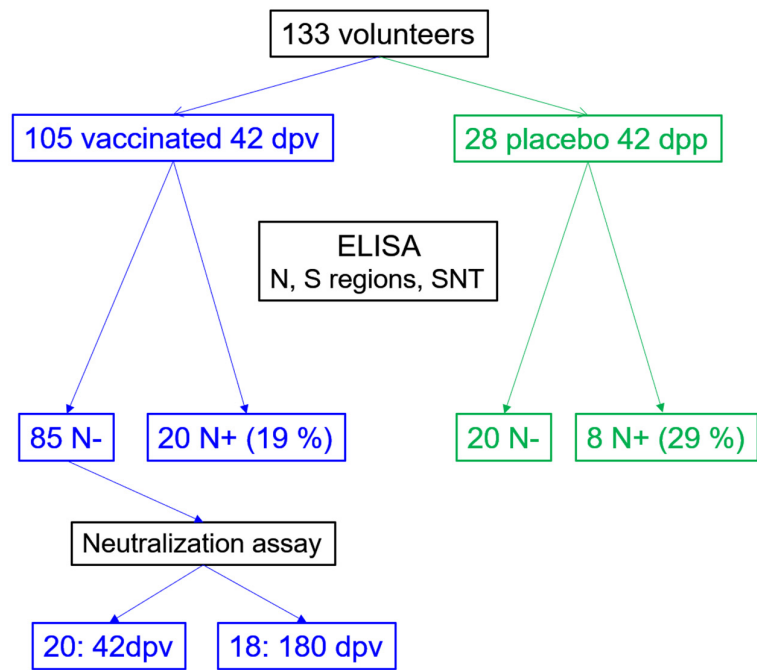 133 volunteers
105 vaccinated 42 dpv
28 placebo 42 dpp
ELISA
N, S regions, SNT
85 N-
20 N+ (19 %)
20 N-
8 N+ (29 %)
Neutralization assay
20: 42dpv
18: 180 dpv